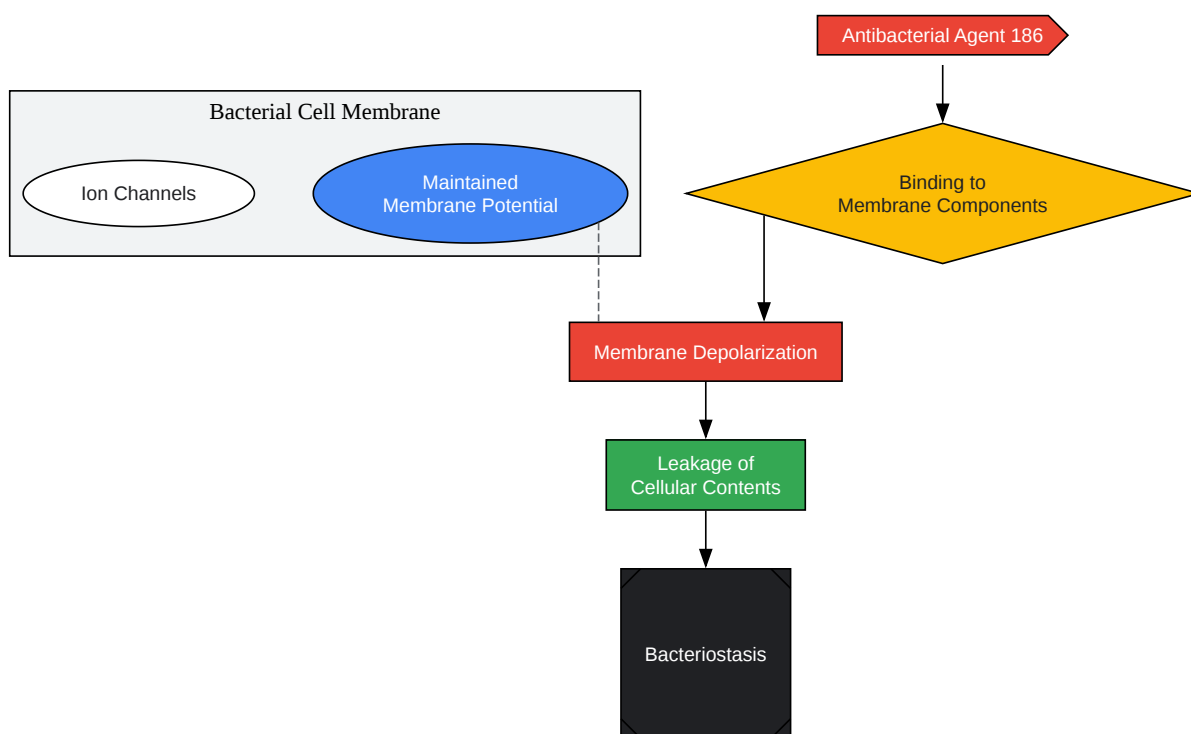 Antibacterial Agent 186
Bacterial Cell Membrane
Ion Channels
Maintained
Membrane Potential
Binding to
Membrane Components
Membrane Depolarization
Leakage of
Cellular Contents
Bacteriostasis